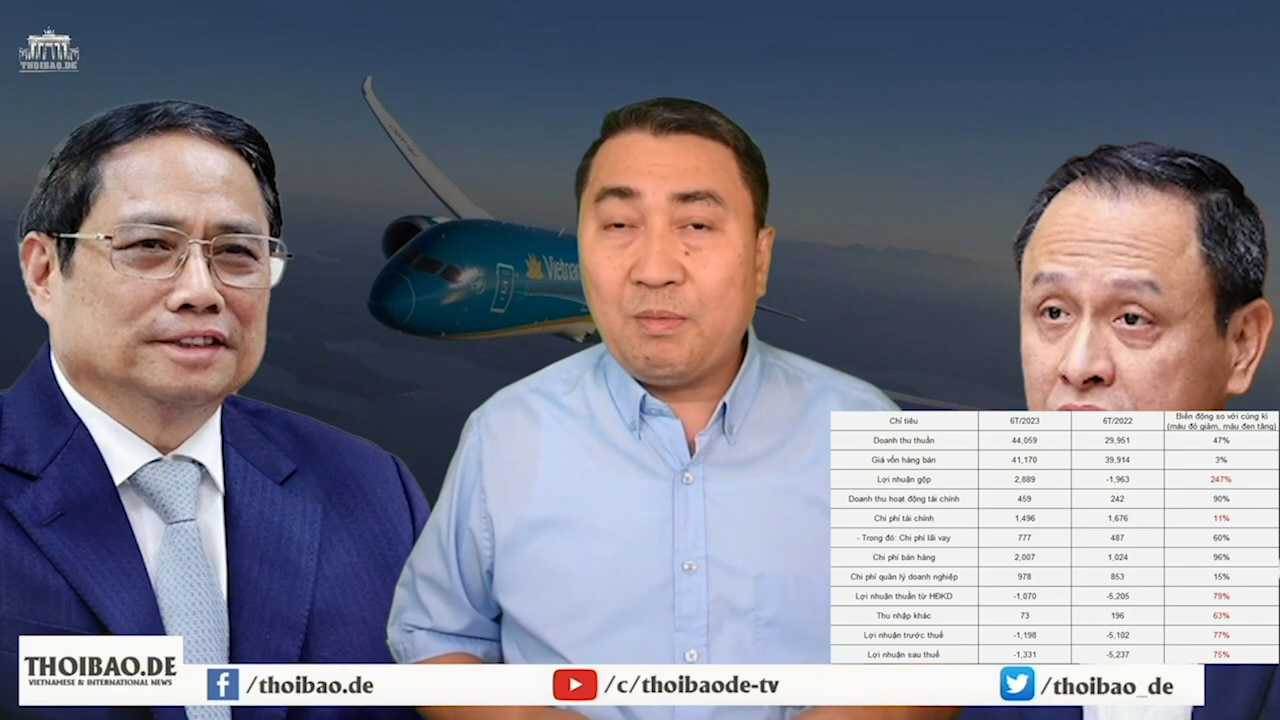 THOIBAO.DE
Vietnam
Chỉ tiêu 6T/2023 6T/2022 Biến động so với cùng kì
(màu đỏ giảm, màu đen tăng)
Doanh thu thuần 44,059 29,951 47%
Giá vốn hàng bán 41,170 39,914 3%
Lợi nhuận gộp 2,889 -1,963 247%
Doanh thu hoạt động tài chính 459 242 90%
Chi phí tài chính 1,496 1,676 11%
- Trong đó: Chi phí lãi vay 777 487 60%
Chi phí bán hàng 2,007 1,024 96%
Chi phí quản lý doanh nghiệp 978 853 15%
Lợi nhuận thuần từ HĐKD -1,070 -5,205 79%
Thu nhập khác 73 196 63%
Lợi nhuận trước thuế -1,198 -5,102 77%
Lợi nhuận sau thuế -1,331 -5,237 75%
THOIBAO.DE
VIETNAMESE & INTERNATIONAL NEWS
/thoibao.de
/c/thoibaode-tv
/thoibao_de